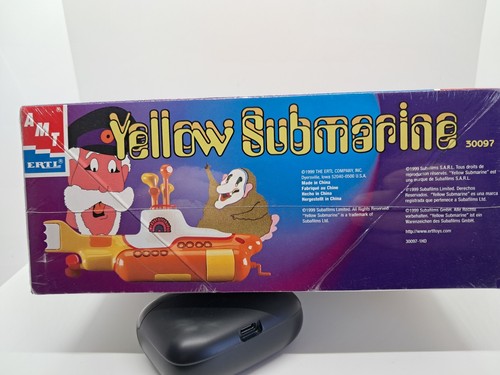 AMT
ERTL
Yellow Submarine
30097
©1999 THE ERTL COMPANY, INC.
Dyersville, Iowa 52040-0500 U.S.A.
Made in China
Fabriqué au Chine
Hecho in China
Hergestellt in China
©1999 Subafilms Limited. All Rights Reserved
"Yellow Submarine" is a trademark of
Subafilms Ltd.
©1999 Subafilms S.A.R.L. Tous droits de
reproduction réservés. "Yellow Submarine" est
une marque de Subafilms S.A.R.L.
©1999 Subafilms Limited, Derechos
Reservados. "Yellow Submarine" es una marca
registrada que pertenece a Subafilms Ltd.
©1999 Subafilms GmbH. Alle Rechte
vorbehalten. "Yellow Submarine" ist ein
Warenzeichen des Subafilms GmbH.
http://www.ertltoys.com
30097